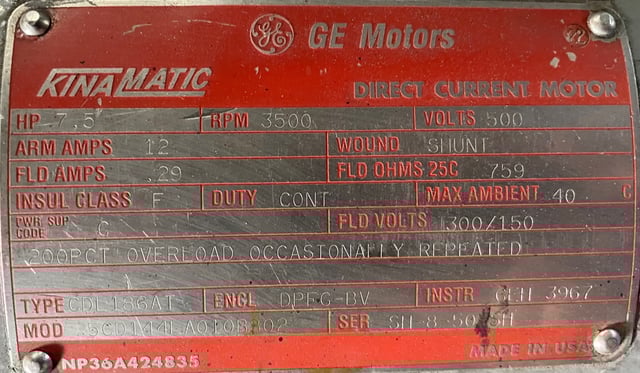 GE GE Motors
KINAMATIC DIRECT CURRENT MOTOR
HP 7.5 RPM 3500 VOLTS 500
ARM AMPS 12 WOUND SHUNT
FLD AMPS .29 FLD OHMS 25C 759
INSUL CLASS F DUTY CONT MAX AMBIENT 40 C
PWR SUP CODE C FLD VOLTS 300/150
200PCT OVERLOAD OCCASIONALLY REPEATED
TYPE CDL186AT ENCL DPFG-BV INSTR GEH 3967
MOD SER
NP36A424835 MADE IN USA